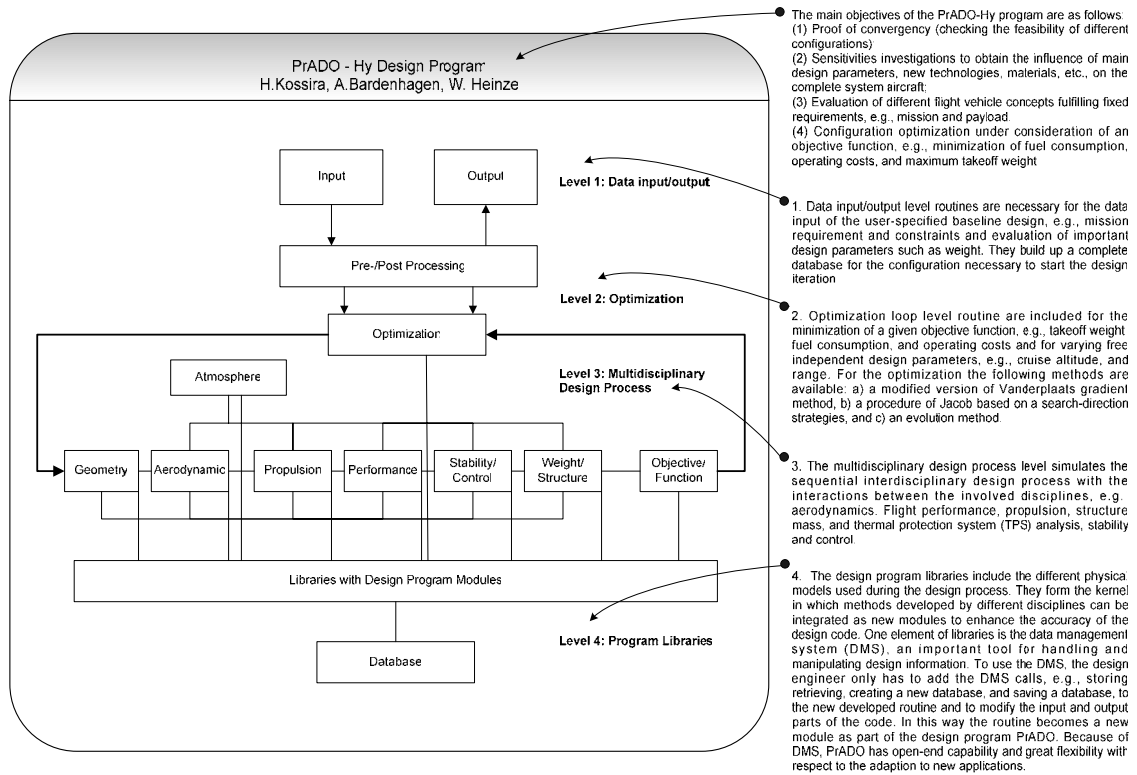 PrADO - Hy Design Program
H.Kossira, A.Bardenhagen, W. Heinze
Input
Output
Level 1: Data input/output
Pre-/Post Processing
Level 2: Optimization
Optimization
Atmosphere
Level 3: Multidisciplinary
Design Process
Geometry
Aerodynamic
Propulsion
Performance
Stability/
Control
Weight/
Structure
Objective/
Function
Libraries with Design Program Modules
Level 4: Program Libraries
Database
The main objectives of the PrADO-Hy program are as follows:
(1) Proof of convergency (checking the feasibility of different
configurations)
(2) Sensitivities investigations to obtain the influence of main
design parameters, new technologies, materials, etc., on the
complete system aircraft;
(3) Evaluation of different flight vehicle concepts fulfilling fixed
requirements, e.g., mission and payload.
(4) Configuration optimization under consideration of an
objective function, e.g., minimization of fuel consumption,
operating costs, and maximum takeoff weight
1. Data input/output level routines are necessary for the data
input of the user-specified baseline design, e.g., mission
requirement and constraints and evaluation of important
design parameters such as weight. They build up a complete
database for the configuration necessary to start the design
iteration
2. Optimization loop level routine are included for the
minimization of a given objective function, e.g., takeoff weight
fuel consumption, and operating costs and for varying free
independent design parameters, e.g., cruise altitude, and
range. For the optimization the following methods are
available: a) a modified version of Vanderplaats gradient
method, b) a procedure of Jacob based on a search-direction
strategies, and c) an evolution method.
3. The multidisciplinary design process level simulates the
sequential interdisciplinary design process with the
interactions between the involved disciplines, e.g.
aerodynamics. Flight performance, propulsion, structure
mass, and thermal protection system (TPS) analysis, stability
and control.
4. The design program libraries include the different physical
models used during the design process. They form the kernel
in which methods developed by different disciplines can be
integrated as new modules to enhance the accuracy of the
design code. One element of libraries is the data management
system (DMS), an important tool for handling and
manipulating design information. To use the DMS, the design
engineer only has to add the DMS calls, e.g., storing
retrieving, creating a new database, and saving a database, to
the new developed routine and to modify the input and output
parts of the code. In this way the routine becomes a new
module as part of the design program PrADO. Because of
DMS, PrADO has open-end capability and great flexibility with
respect to the adaption to new applications.